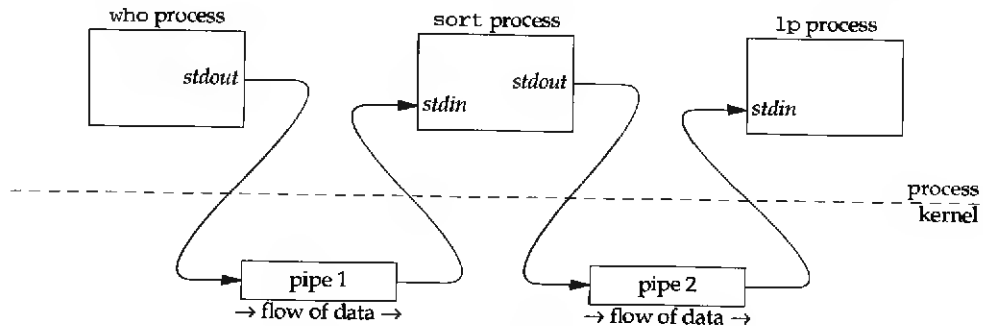 who process
sort process
lp process
stdout
stdin
stdout
stdin
process
kernel
pipe 1
pipe 2
→ flow of data →
→ flow of data →